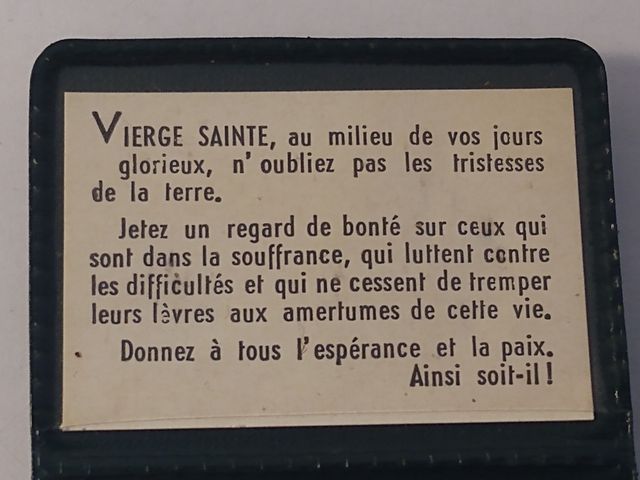 VIERGE SAINTE, au milieu de vos jours
glorieux, n'oubliez pas les tristesses
de la terre.
Jetez un regard de bonté sur ceux qui
sont dans la souffrance, qui luttent contre
les difficultés et qui ne cessent de tremper
leurs lèvres aux amertumes de cette vie.
Donnez à tous l'espérance et la paix.
Ainsi soit-il!